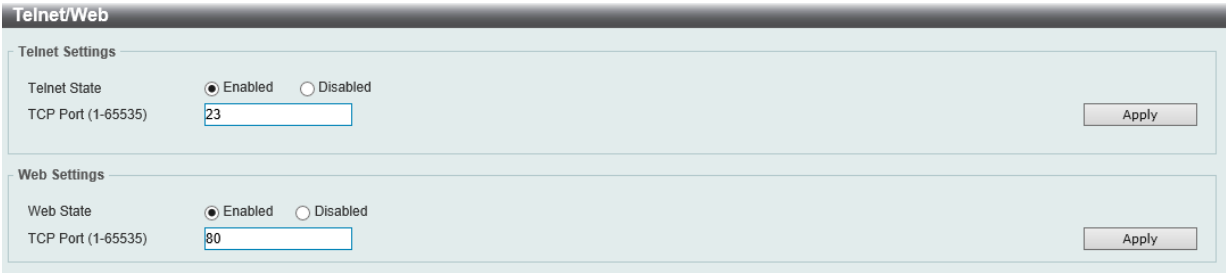 Telnet/Web
Telnet Settings
Telnet State Enabled Disabled
TCP Port (1-65535) 23 Apply
Web Settings
Web State Enabled Disabled
TCP Port (1-65535) 80 Apply